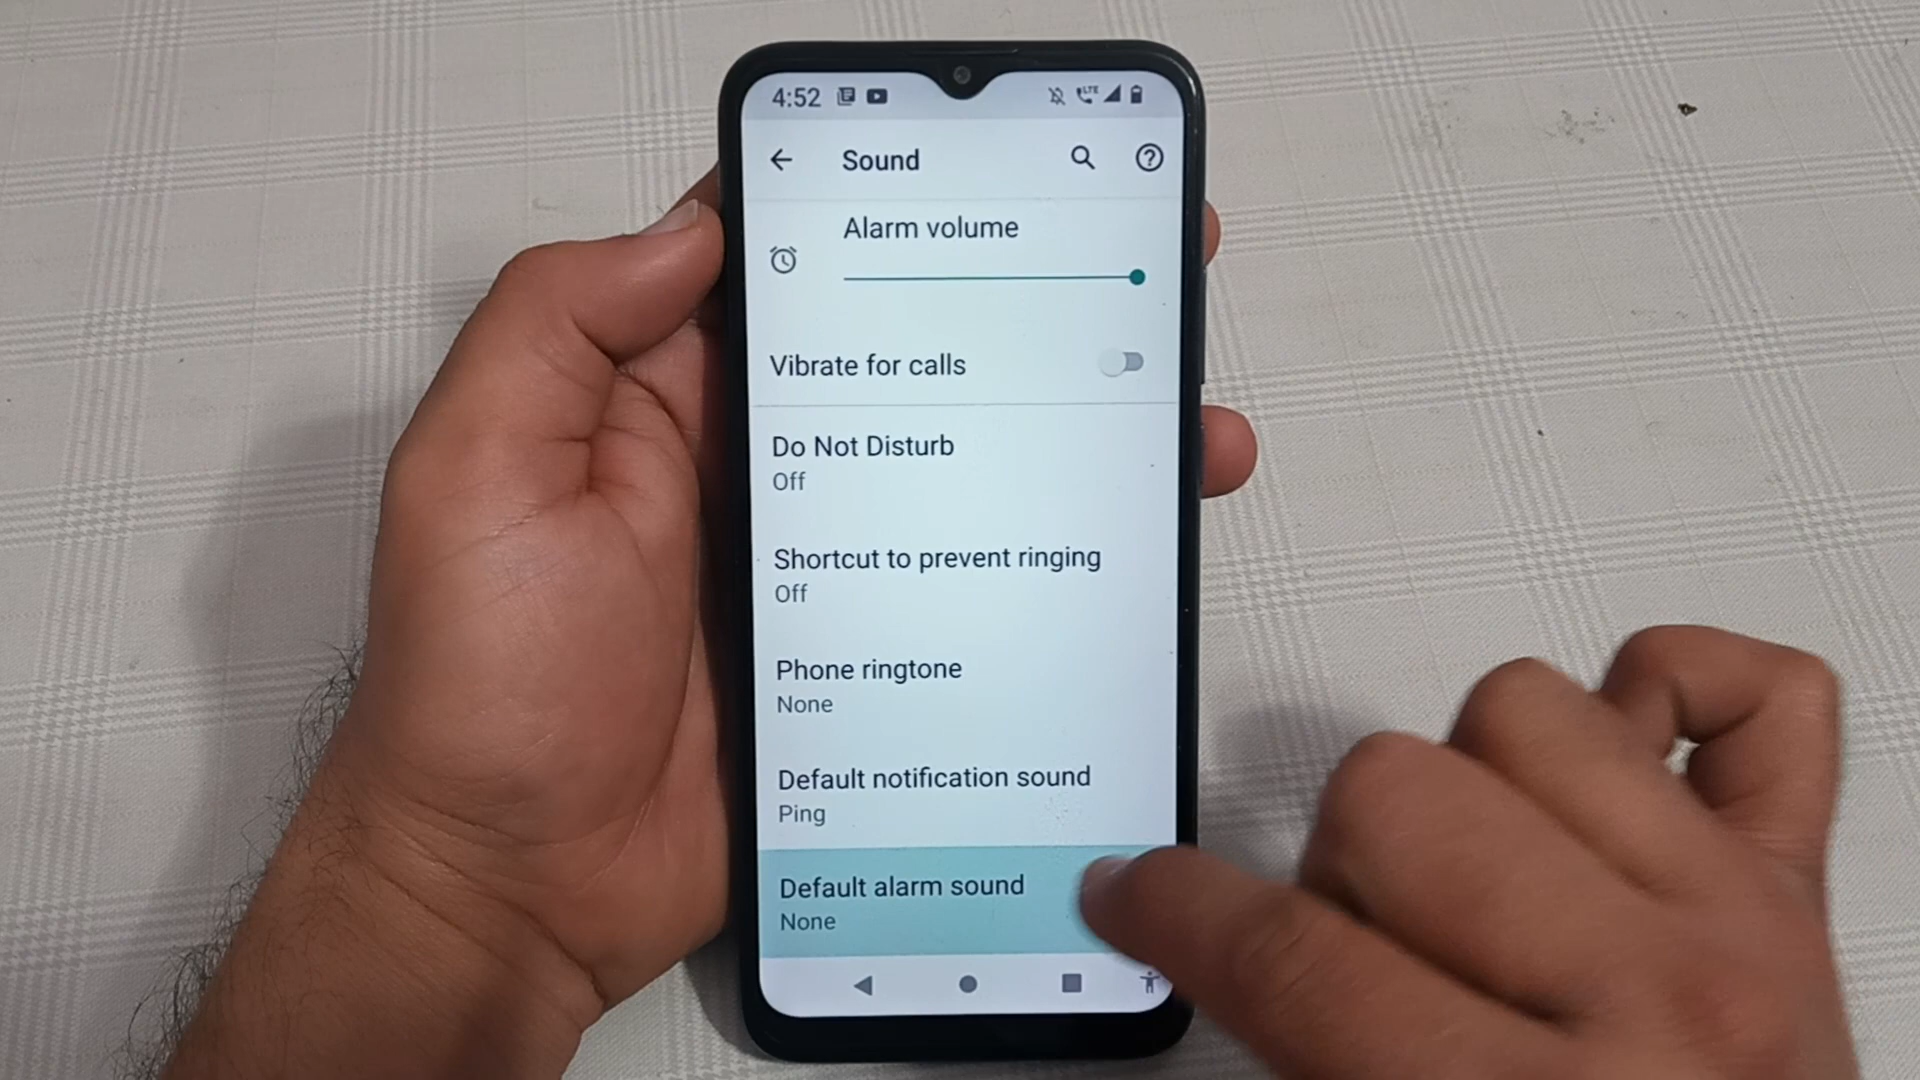 4:52 LTE
Sound
Alarm volume
Vibrate for calls
Do Not Disturb
Off
Shortcut to prevent ringing
Off
Phone ringtone
None
Default notification sound
Ping
Default alarm sound
None